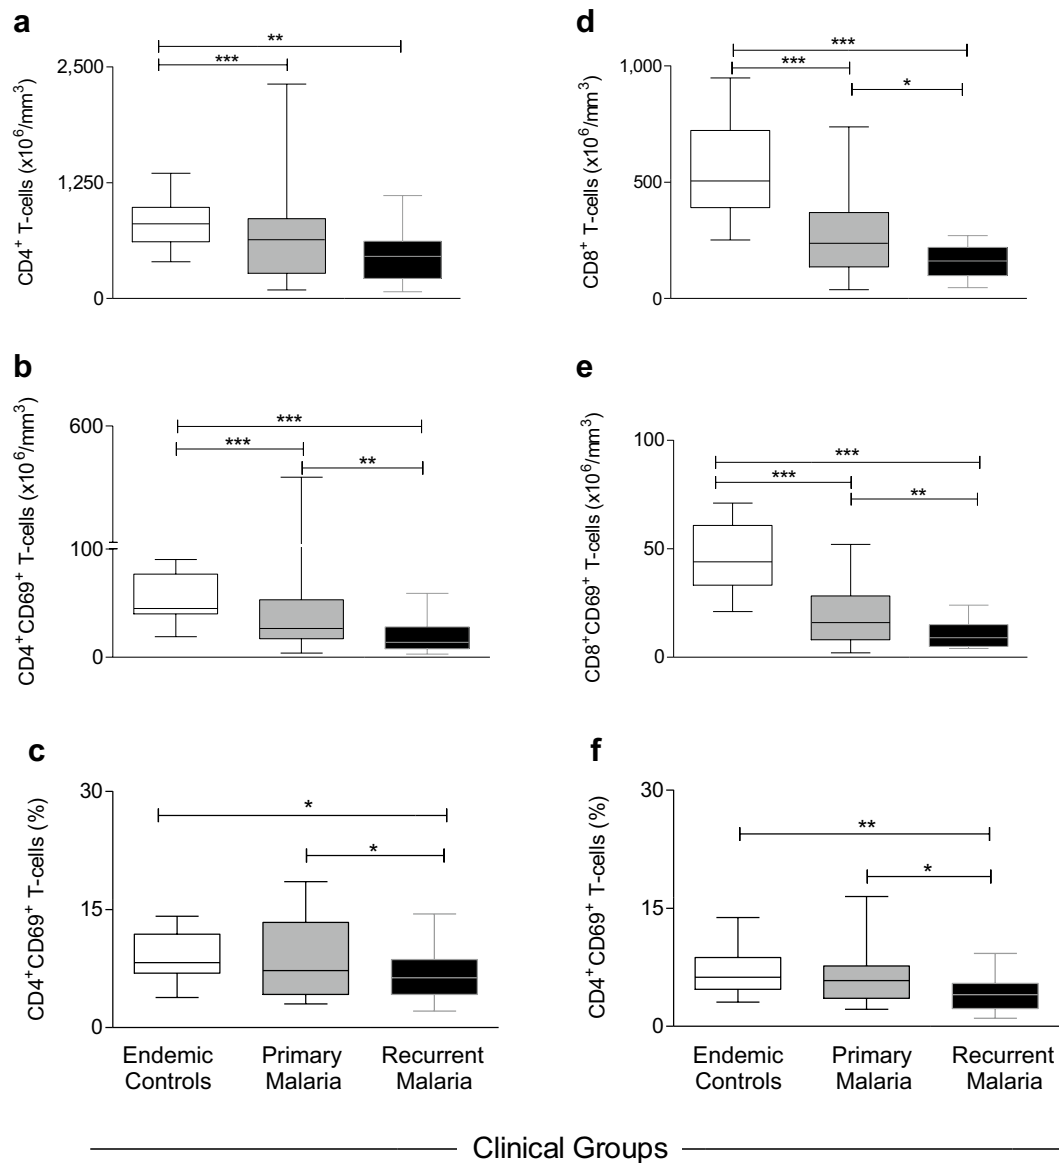 a
CD4+ T-cells (x10^6/mm^3)
2,500
1,250
0
**
***
d
CD8+ T-cells (x10^6/mm^3)
1,000
500
0
***
***
*
b
CD4+CD69+ T-cells (x10^6/mm^3)
600
100
0
***
***
**
e
CD8+CD69+ T-cells (x10^6/mm^3)
100
50
0
***
***
**
c
CD4+CD69+ T-cells (%)
30
15
0
*
*
Endemic Controls
Primary Malaria
Recurrent Malaria
f
CD4+CD69+ T-cells (%)
30
15
0
**
*
Endemic Controls
Primary Malaria
Recurrent Malaria
Clinical Groups